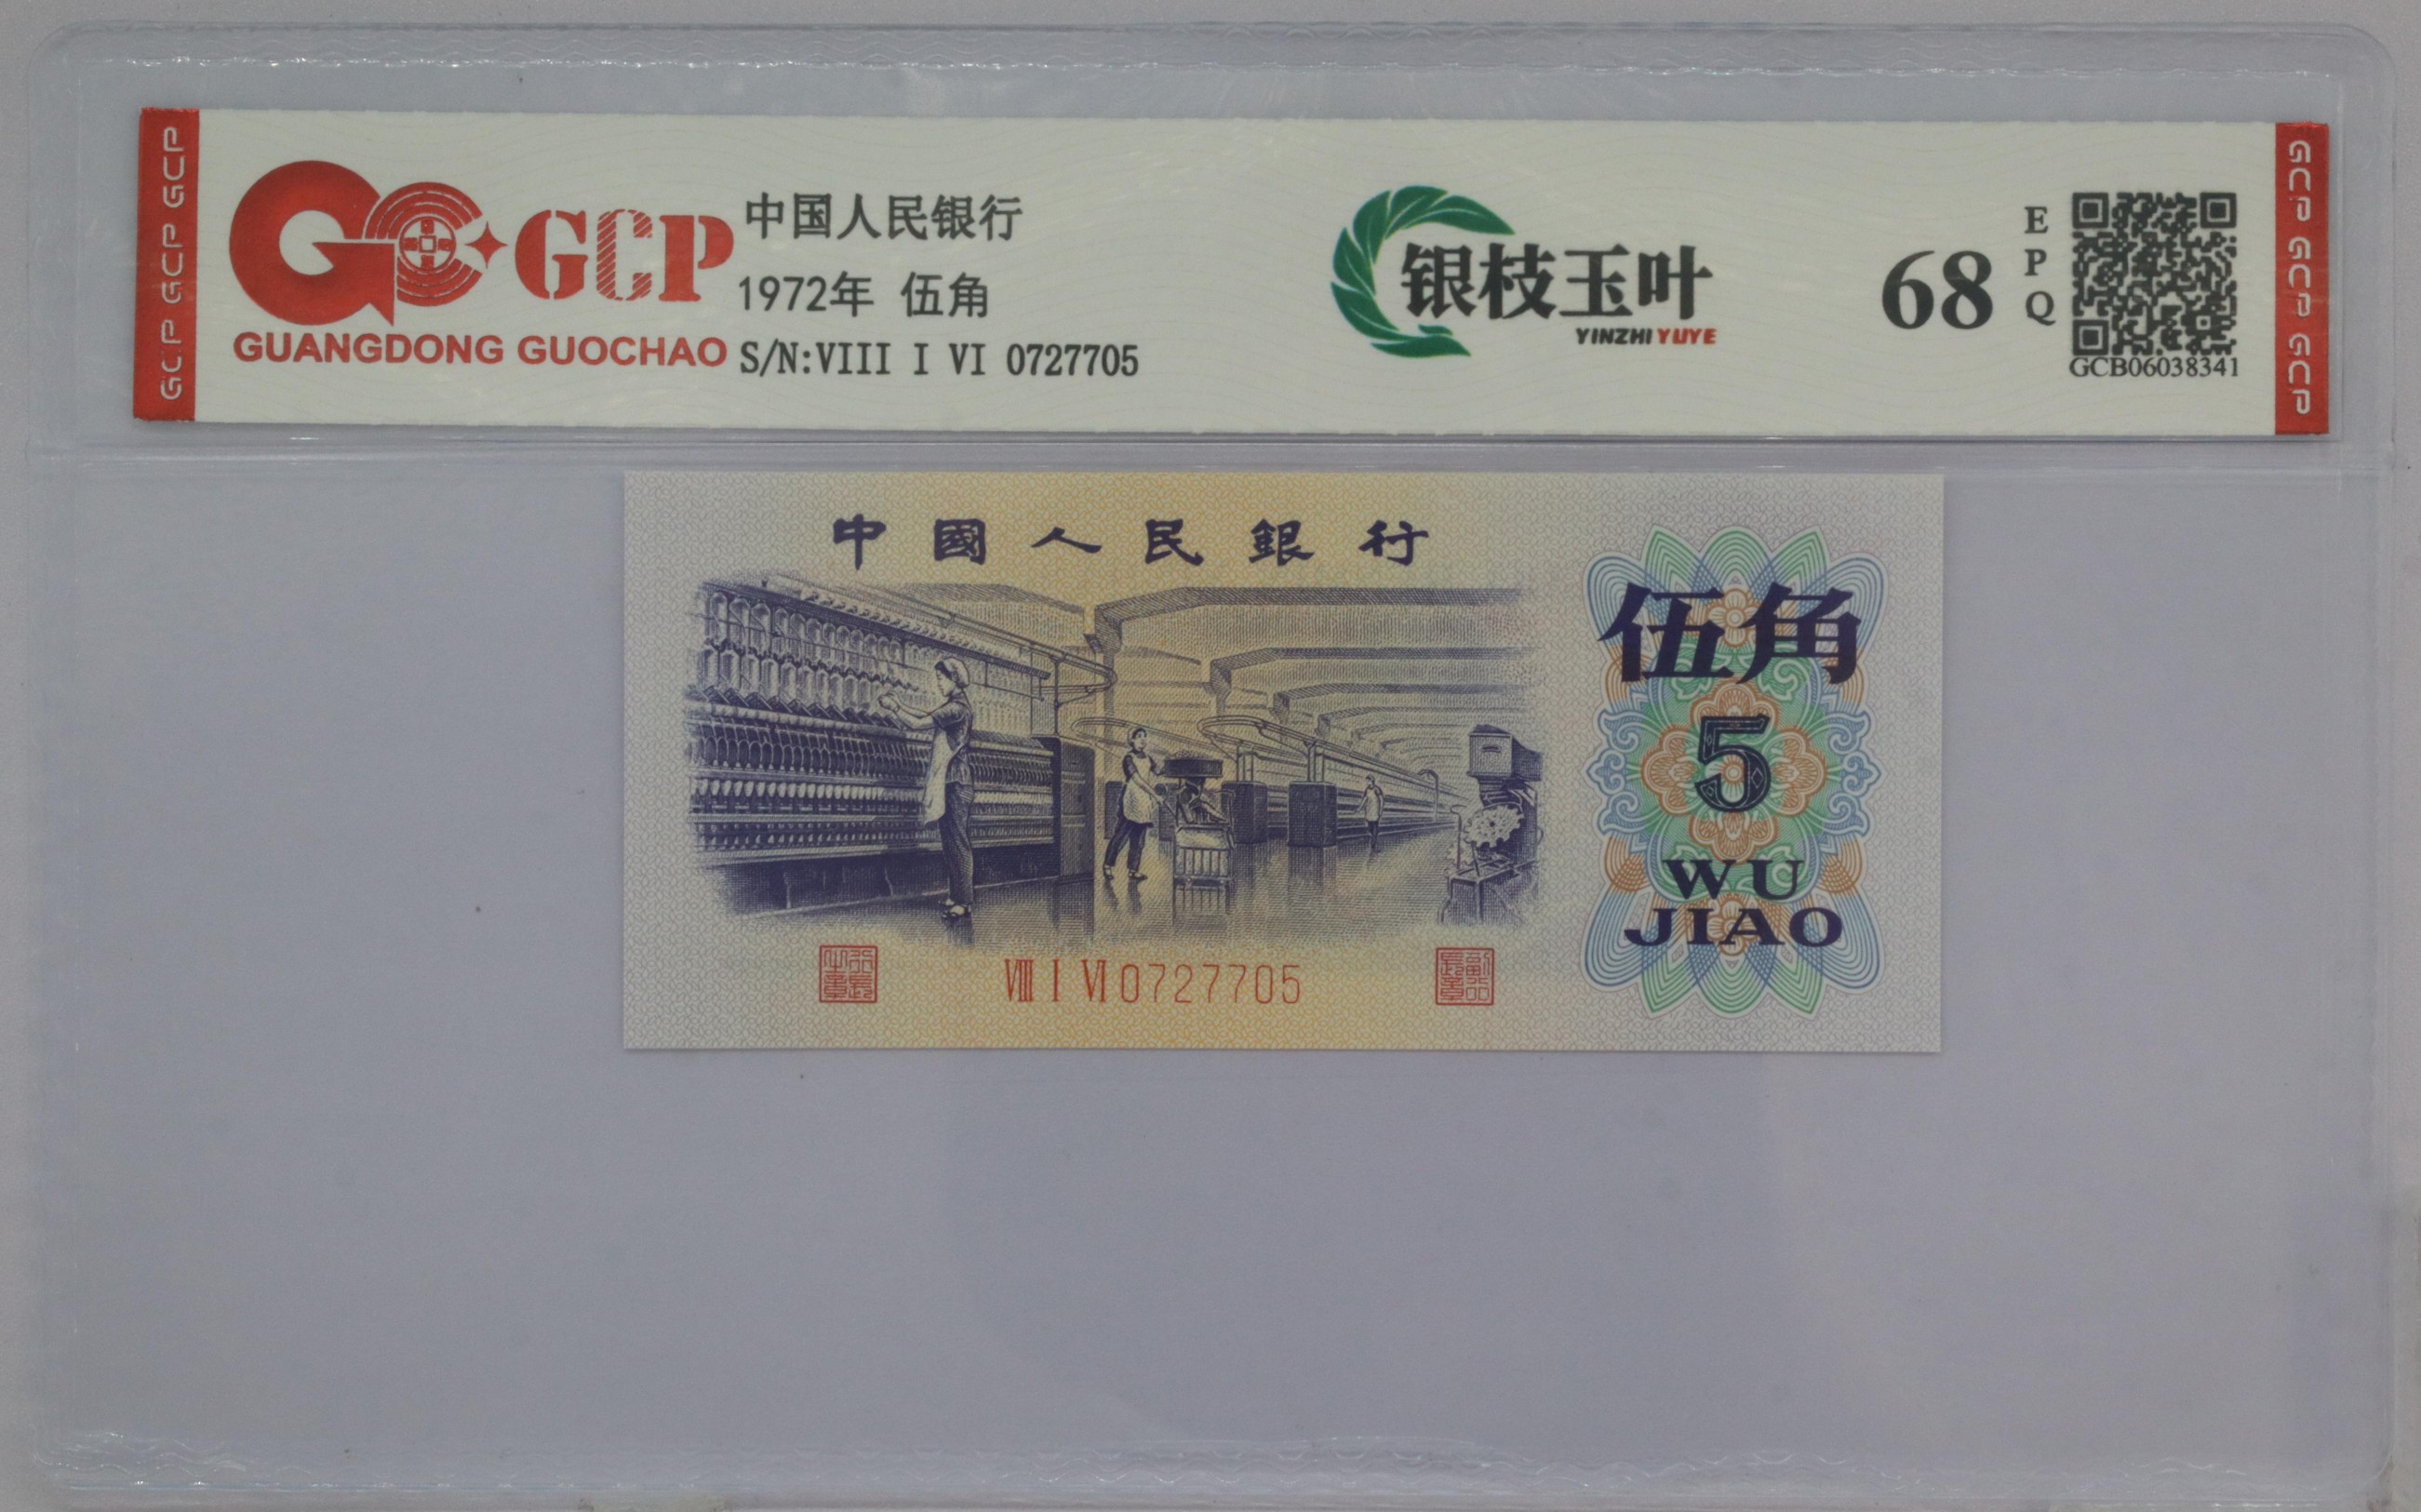 GCP GCP GCP
GCP
GUANGDONG GUOCHAO
中国人民银行
1972年 伍角
S/N:VIII I VI 0727705
银枝玉叶
YINZHI YUYE
68
EPQ
GCB06038341
GCP GCP GCP
中國人民銀行
伍角
5
WU
JIAO
VIII I VI 0727705